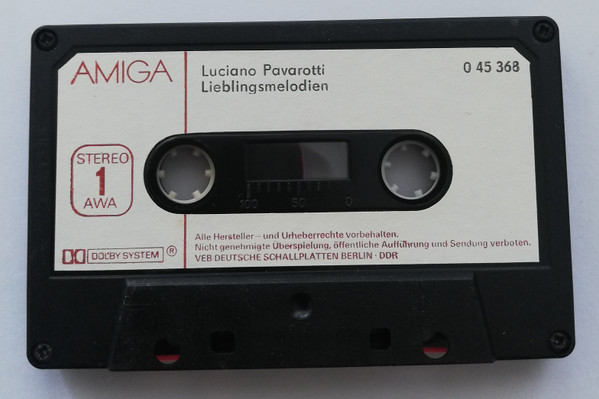 AMIGA
Luciano Pavarotti
Lieblingsmelodien
0 45 368
STEREO
1
AWA
100 50 0
DOLBY SYSTEM ®
Alle Hersteller- und Urheberrechte vorbehalten.
Nicht genehmigte Überspielung, öffentliche Aufführung und Sendung verboten.
VEB DEUTSCHE SCHALLPLATTEN BERLIN · DDR